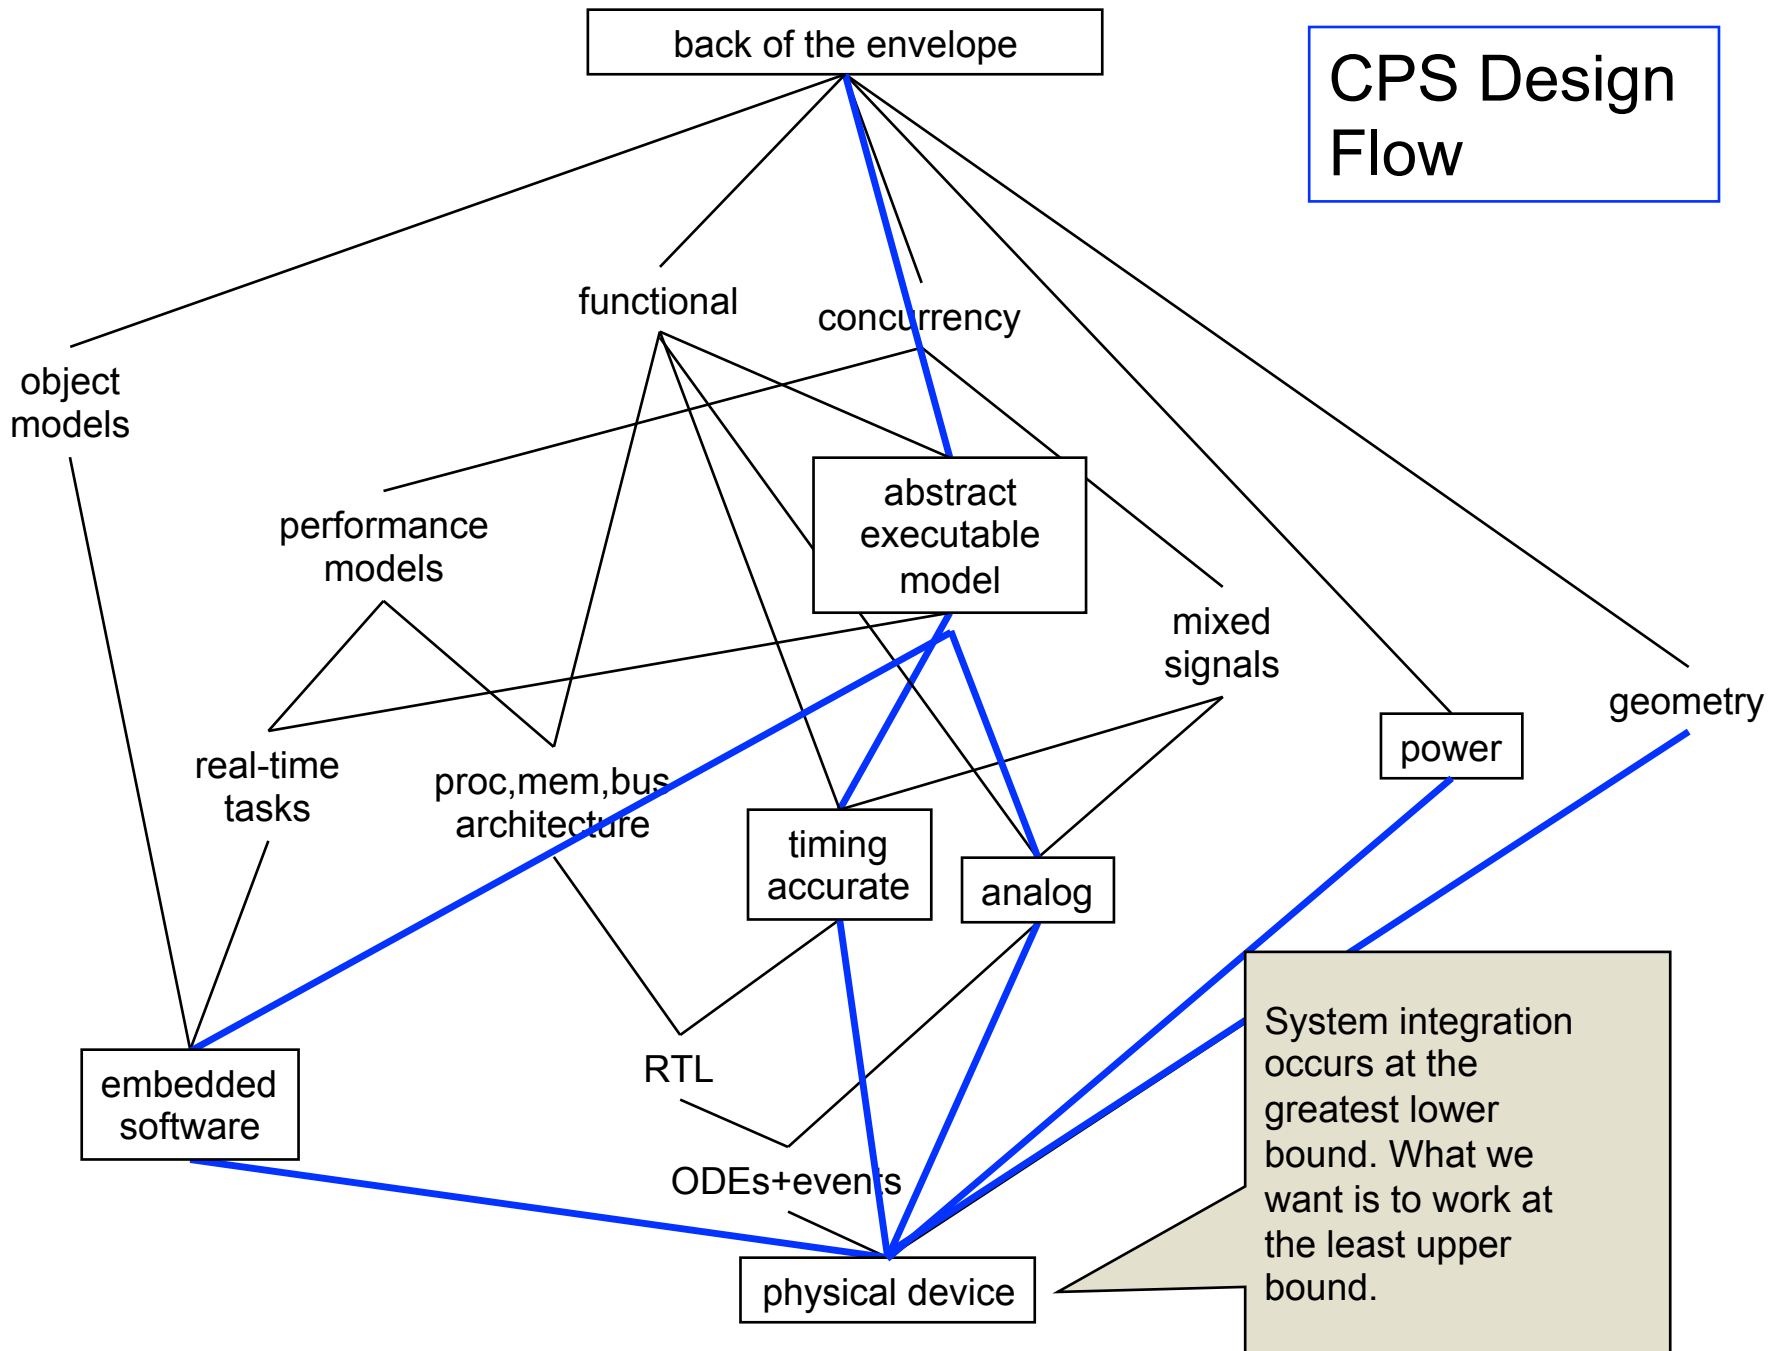 back of the envelope
CPS Design
Flow
functional
concurrency
object
models
performance
models
abstract
executable
model
mixed
signals
geometry
power
real-time
tasks
proc,mem,bus
architecture
timing
accurate
analog
embedded
software
RTL
ODEs+events
physical device
System integration
occurs at the
greatest lower
bound. What we
want is to work at
the least upper
bound.